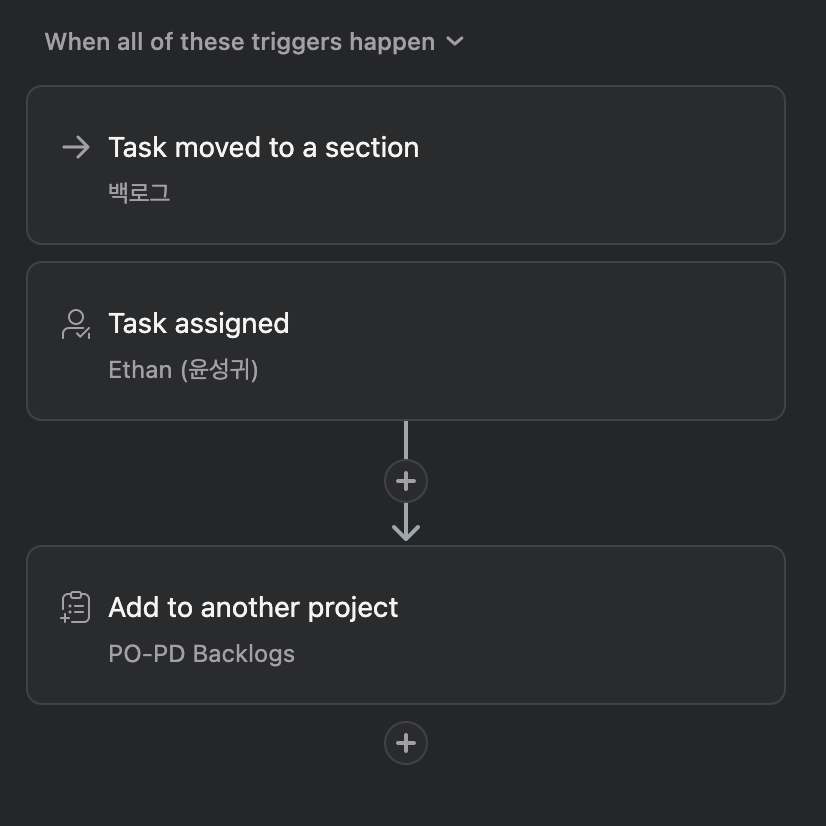 When all of these triggers happen
Task moved to a section
백로그
Task assigned
Ethan (윤성귀)
Add to another project
PO-PD Backlogs